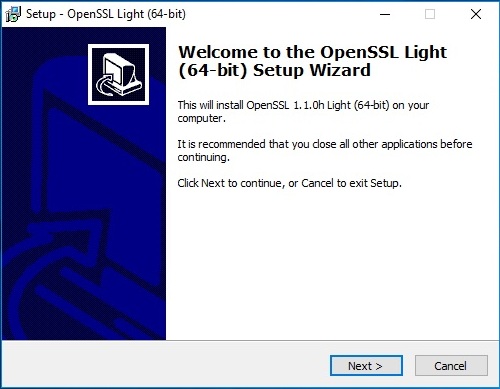 Setup - OpenSSL Light (64-bit)
Welcome to the OpenSSL Light
(64-bit) Setup Wizard
This will install OpenSSL 1.1.0h Light (64-bit) on your
computer.
It is recommended that you close all other applications before
continuing.
Click Next to continue, or Cancel to exit Setup.
Next >
Cancel